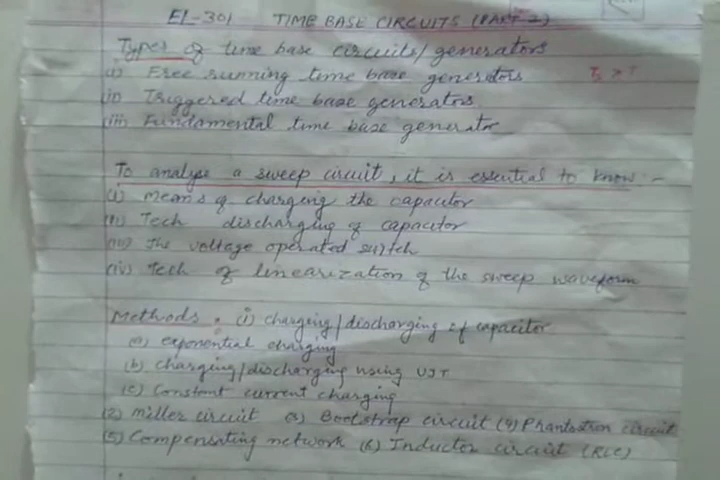 EL-301 TIME BASE CIRCUITS (PART 2)
Types of time base circuits/generators
(i) Free running time base generators Ts > T
(ii) Triggered time base generators
(iii) Fundamental time base generator
To analyse a sweep circuit, it is essential to know :-
(i) means of charging the capacitor
(ii) Tech discharging of capacitor
(iii) The voltage operated switch
(iv) Tech of linearization of the sweep waveform
Methods : (i) charging/discharging of capacitor
(a) exponential charging
(b) charging/discharging using UJT
(c) Constant current charging
(2) Miller circuit (3) Bootstrap circuit (4) Phantastron circuit
(5) Compensating network (6) Inductor circuit (RLC)